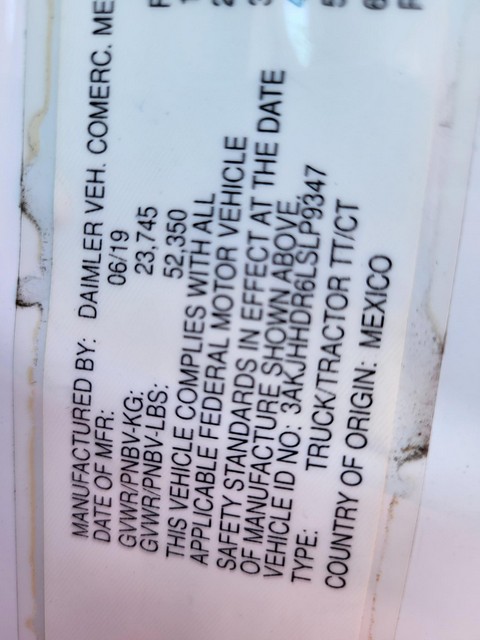 MANUFACTURED BY: DAIMLER VEH. COMERC. ME
DATE OF MFR: 06/19
GVWR/PNBV-KG: 23,745
GVWR/PNBV-LBS: 52,350
THIS VEHICLE COMPLIES WITH ALL
APPLICABLE FEDERAL MOTOR VEHICLE
SAFETY STANDARDS IN EFFECT AT THE DATE
OF MANUFACTURE SHOWN ABOVE.
VEHICLE ID NO: 3AKJHHDR6LSLP9347
TYPE: TRUCK/TRACTOR TT/CT
COUNTRY OF ORIGIN: MEXICO